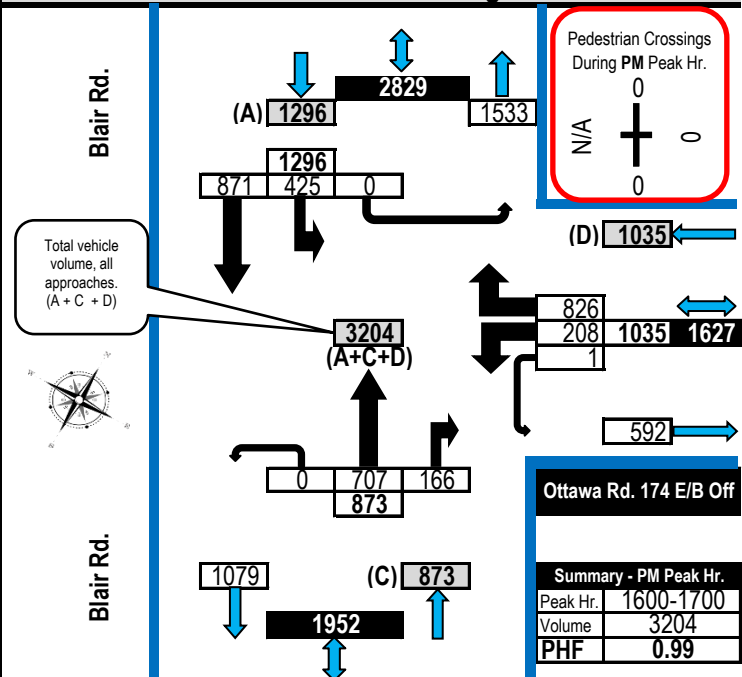 Blair Rd.
2829
(A) 1296
1533
Pedestrian Crossings
During PM Peak Hr.
0
N/A
0
0
1296
871 425 0
(D) 1035
Total vehicle
volume, all
approaches.
(A + C + D)
826
208 1035 1627
1
3204
(A+C+D)
592
0 707 166
873
Ottawa Rd. 174 E/B Off
Blair Rd.
1079
(C) 873
1952
Summary - PM Peak Hr.
Peak Hr. 1600-1700
Volume 3204
PHF 0.99